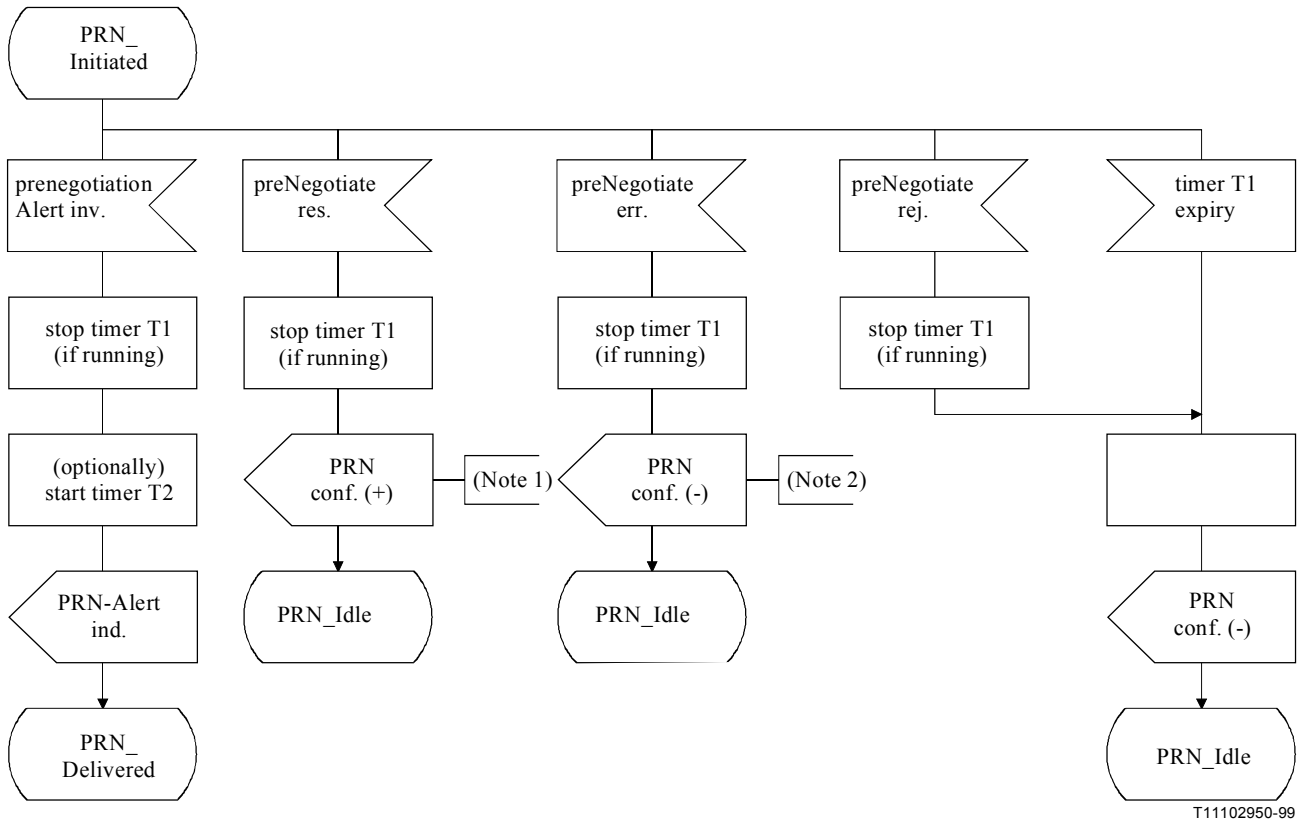 PRN_
Initiated
prenegotiation
Alert inv.
preNegotiate
res.
preNegotiate
err.
preNegotiate
rej.
timer T1
expiry
stop timer T1
(if running)
stop timer T1
(if running)
stop timer T1
(if running)
stop timer T1
(if running)
(optionally)
start timer T2
PRN
conf. (+)
(Note 1)
PRN
conf. (-)
(Note 2)
PRN-Alert
ind.
PRN_Idle
PRN_Idle
PRN
conf. (-)
PRN_
Delivered
PRN_Idle
T11102950-99